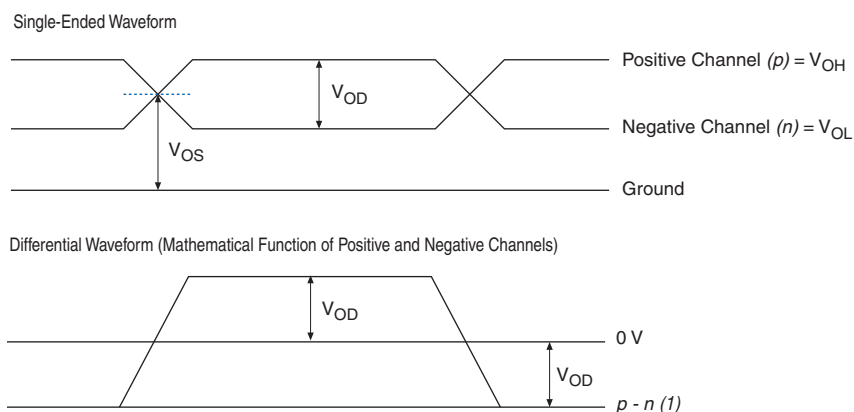 Single-Ended Waveform
Positive Channel (p) = VOH
VOD
Negative Channel (n) = VOL
VOS
Ground
Differential Waveform (Mathematical Function of Positive and Negative Channels)
VOD
0 V
VOD
p - n (1)